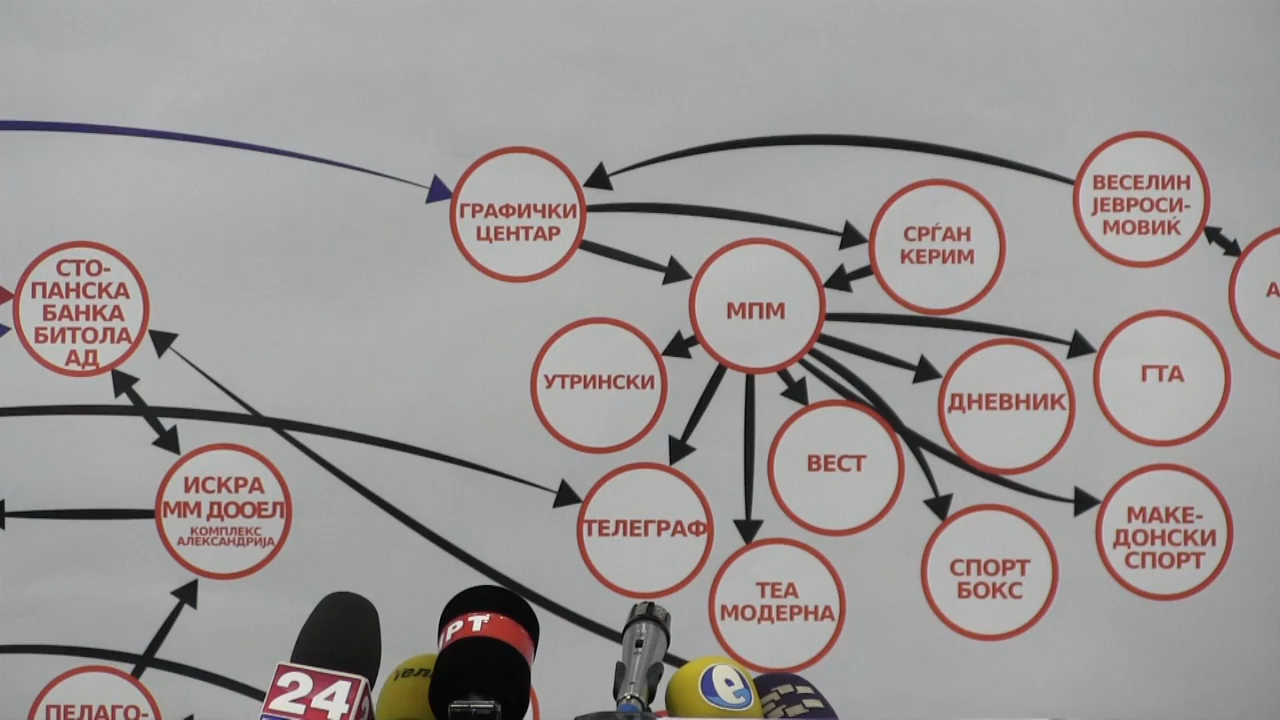 ГРАФИЧКИ
ЦЕНТАР
ВЕСЕЛИН
ЈЕВРОСИ-
МОВИЌ
СРЃАН
КЕРИМ
СТО-
ПАНСКА
БАНКА
БИТОЛА
АД
МПМ
УТРИНСКИ
ДНЕВНИК
ГТА
ВЕСТ
ИСКРА
ММ ДООЕЛ
КОМПЛЕКС
АЛЕКСАНДРИЈА
ТЕЛЕГРАФ
МАКЕ-
ДОНСКИ
СПОРТ
СПОРТ
БОКС
ТЕА
МОДЕРНА
ПЕЛАГО-
24
РТ